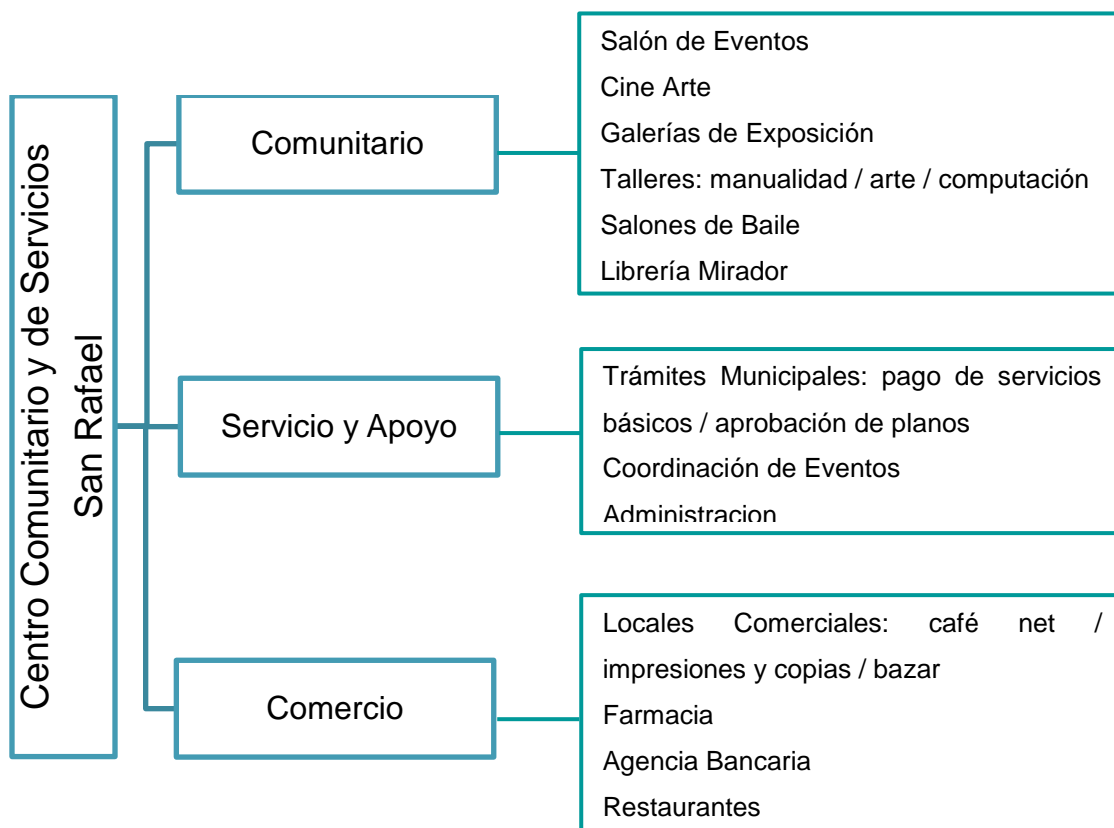 Centro Comunitario y de Servicios
San Rafael
Comunitario
Salón de Eventos
Cine Arte
Galerías de Exposición
Talleres: manualidad / arte / computación
Salones de Baile
Librería Mirador
Servicio y Apoyo
Trámites Municipales: pago de servicios
básicos / aprobación de planos
Coordinación de Eventos
Administracion
Comercio
Locales Comerciales: café net /
impresiones y copias / bazar
Farmacia
Agencia Bancaria
Restaurantes